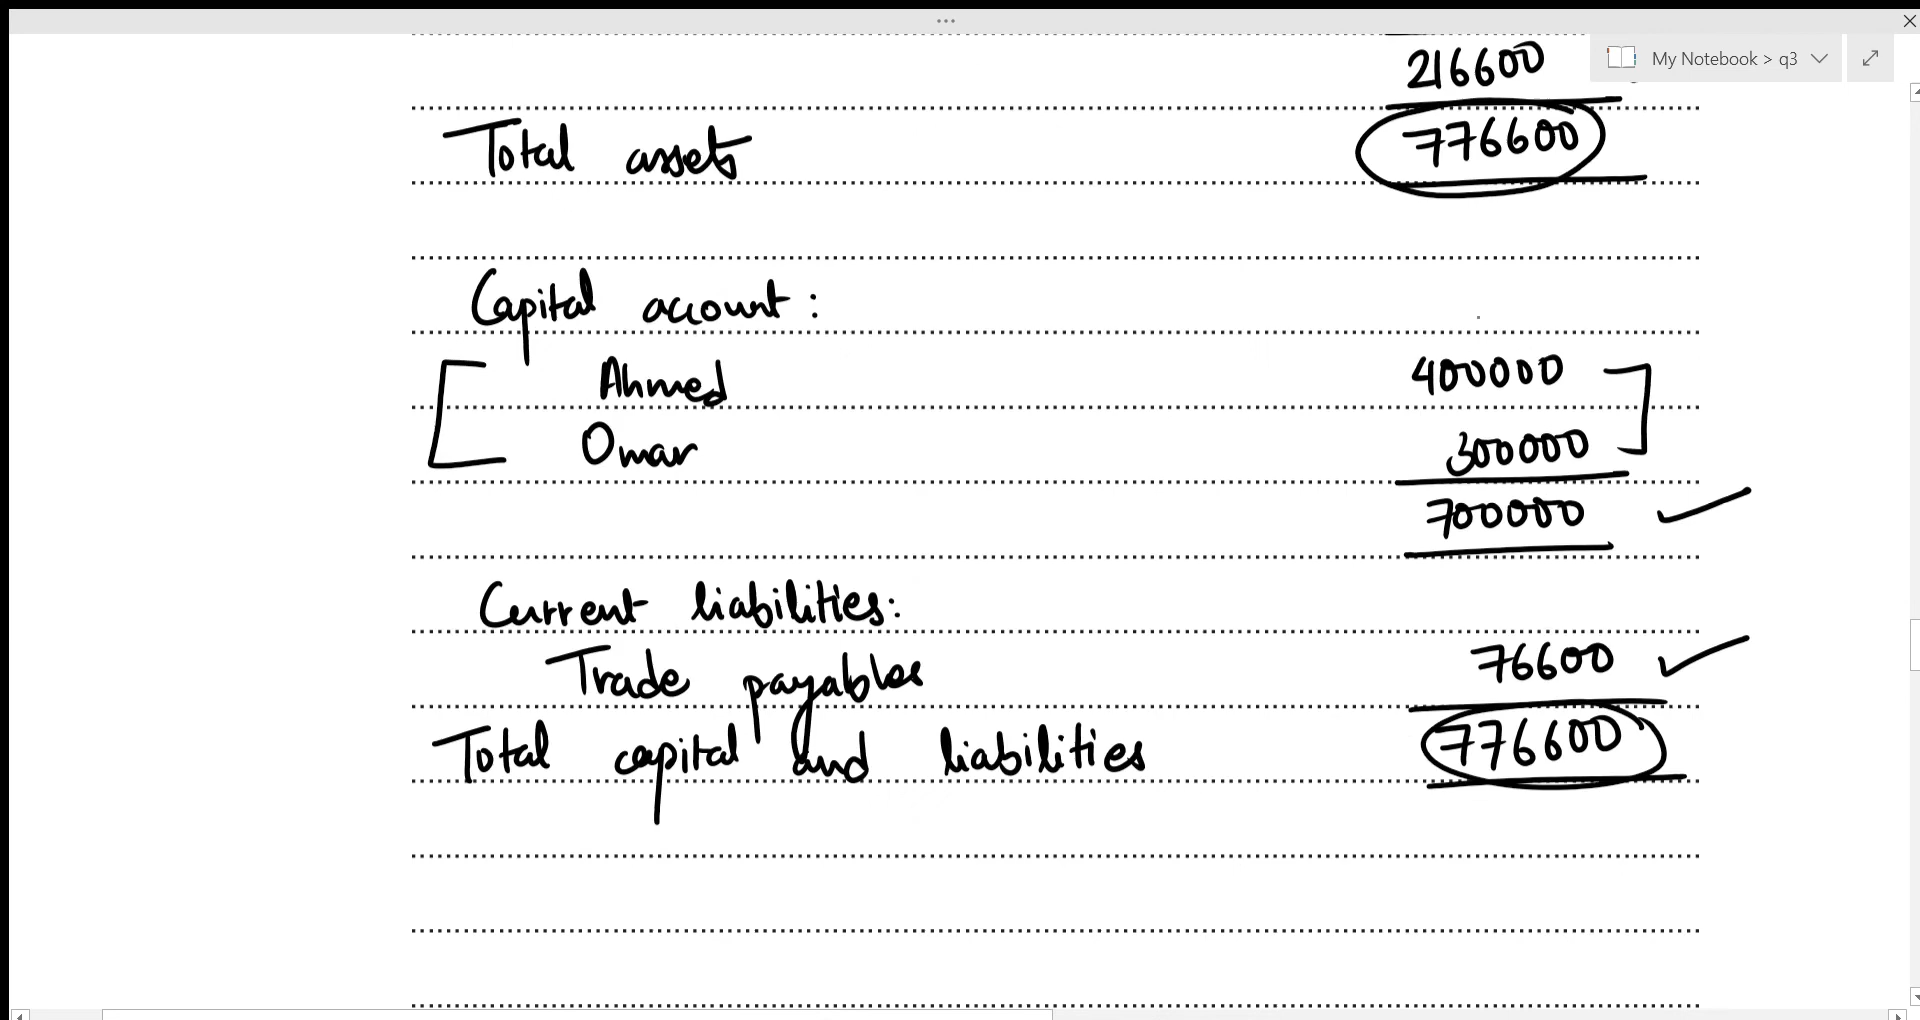 ...
My Notebook > q3
216600
Total assets 776600
Capital account :
Ahmed 400000
Omar 300000
700000
Current liabilities:
Trade payables 76600
Total capital and liabilities 776600